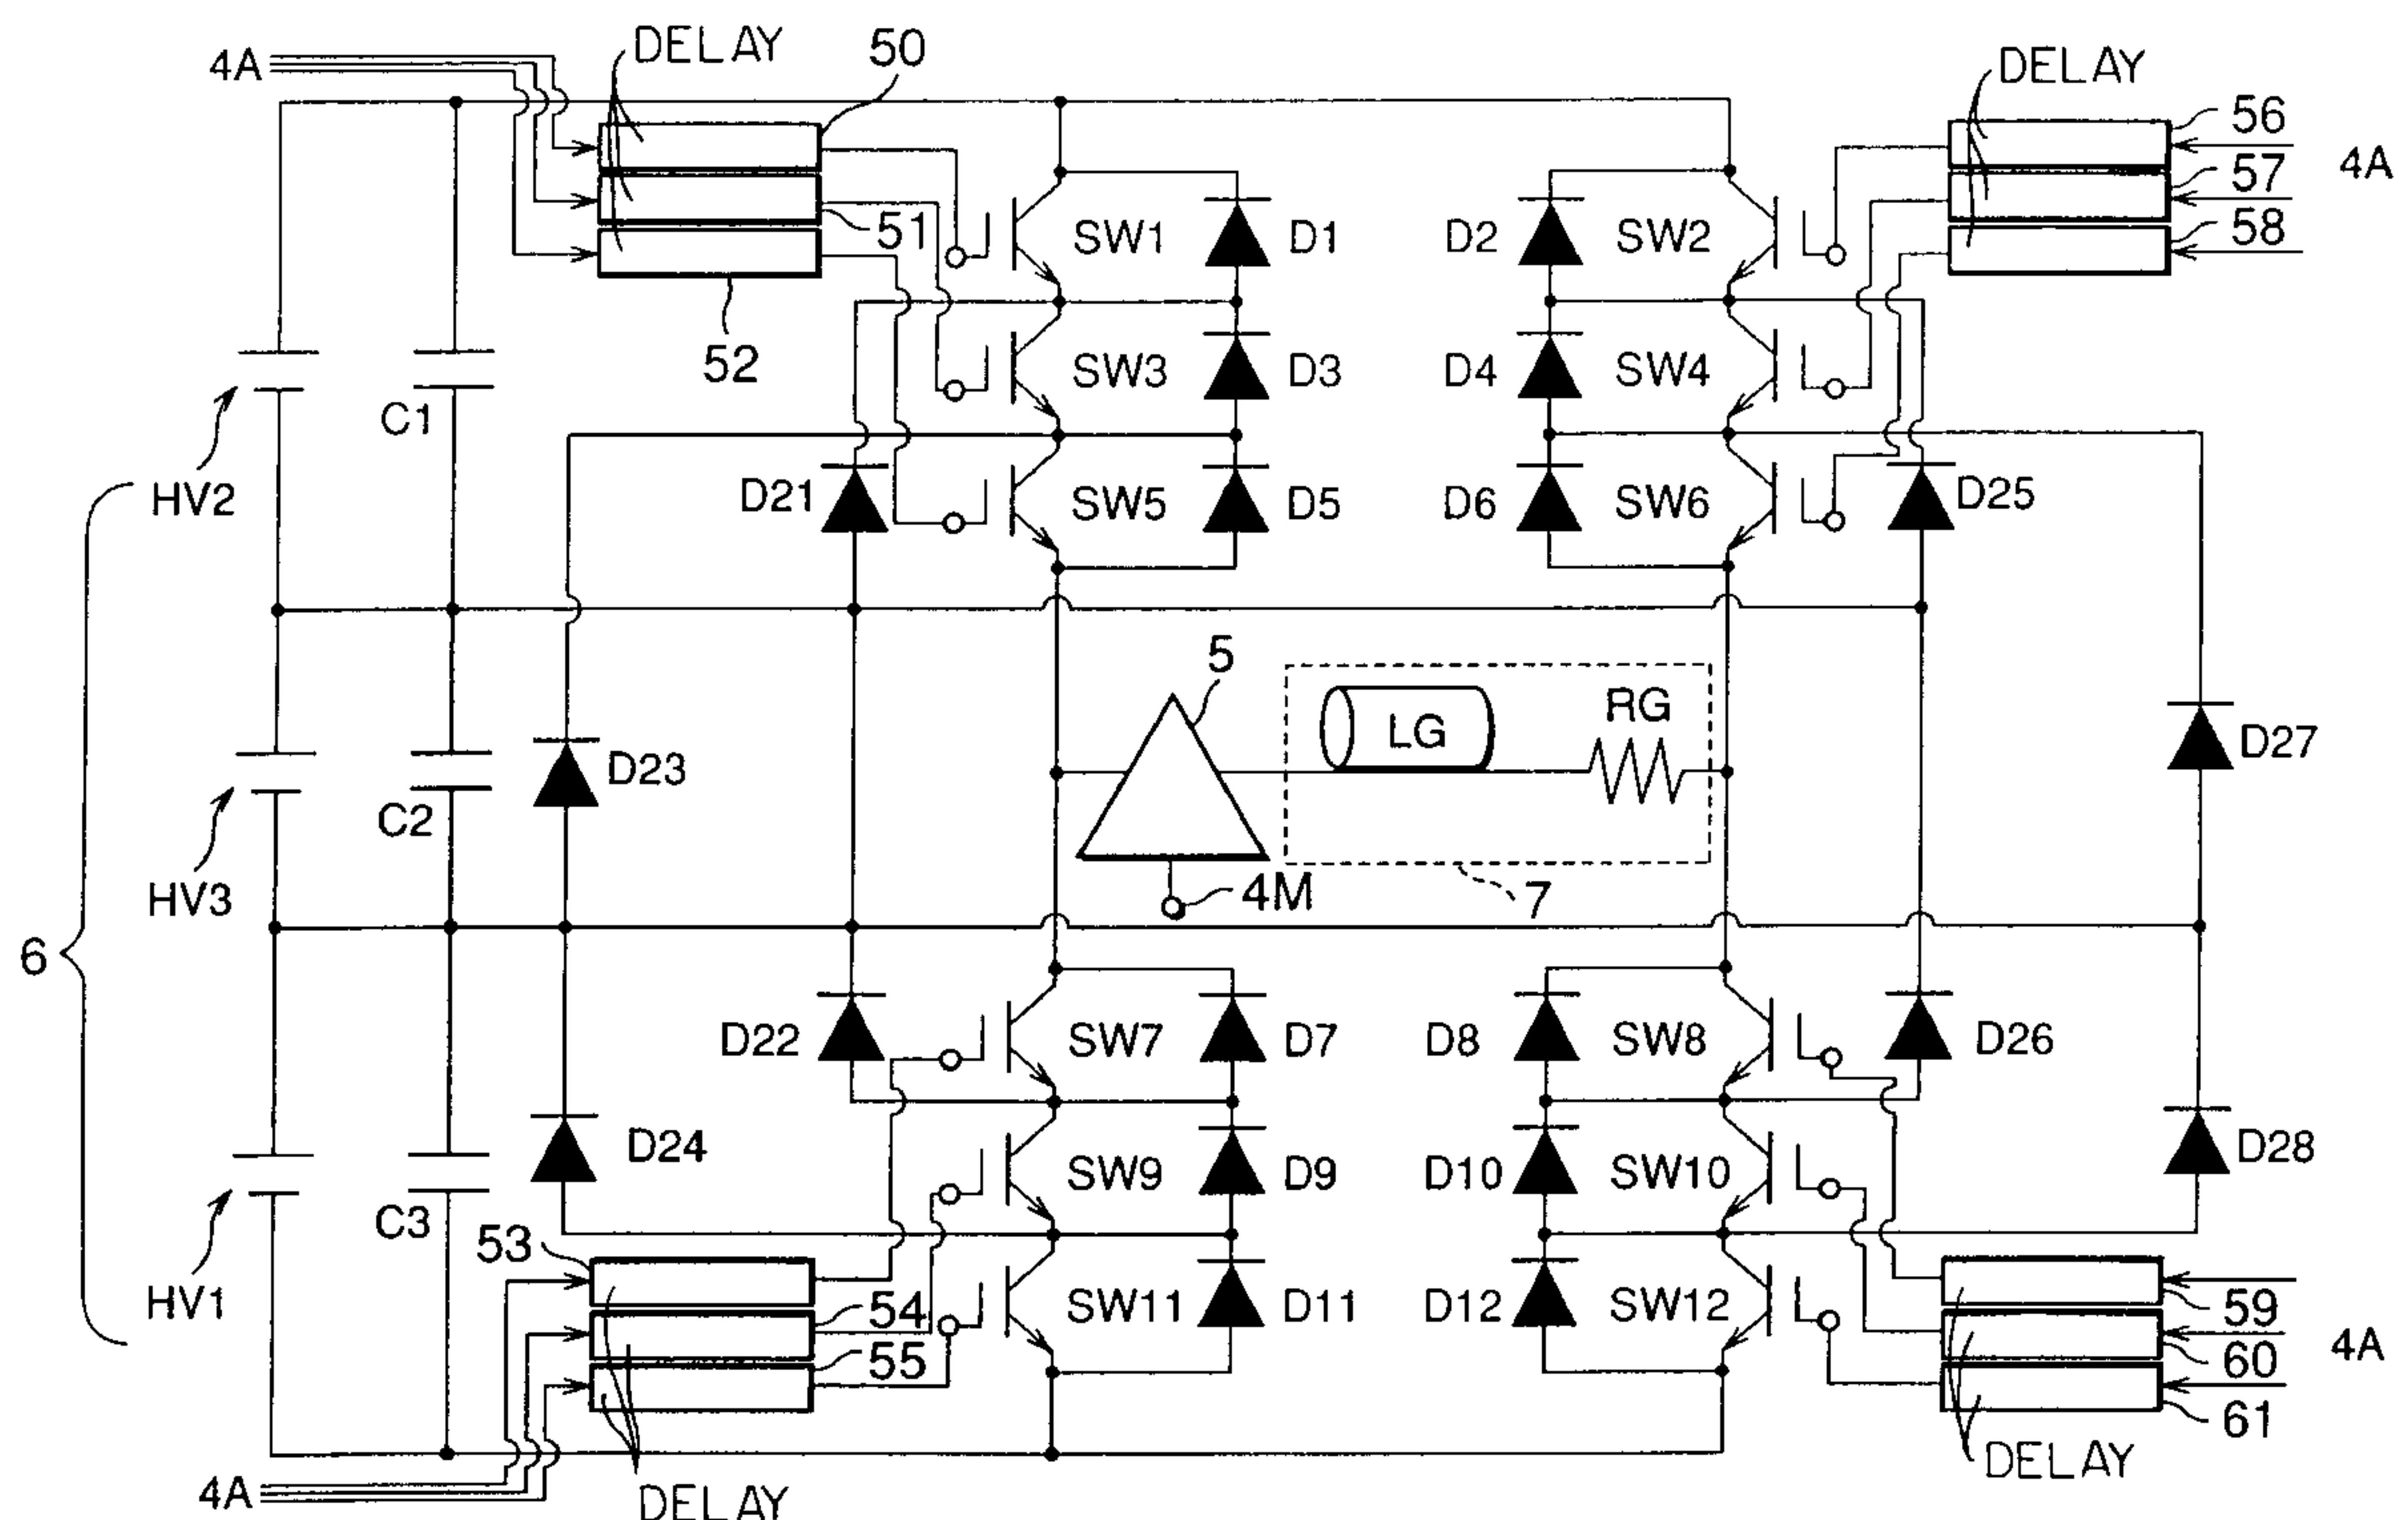 4A
DELAY
50
DELAY
56
57
58
4A
51
52
SW1
D1
D2
SW2
SW3
D3
D4
SW4
C1
HV2
D21
SW5
D5
D6
SW6
D25
5
LG
RG
D23
D27
C2
HV3
4M
7
6
D22
SW7
D7
D8
SW8
D26
D24
SW9
D9
D10
SW10
D28
C3
53
HV1
54
SW11
D11
D12
SW12
59
55
60
4A
61
4A
DELAY
DELAY